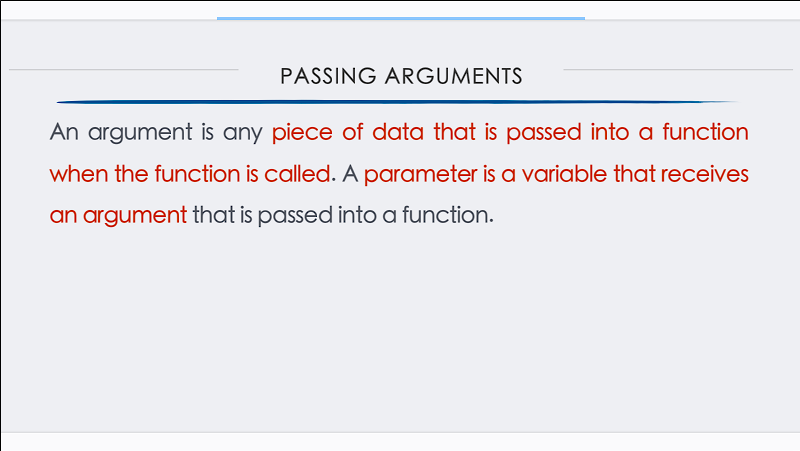 PASSING ARGUMENTS
An argument is any piece of data that is passed into a function
when the function is called. A parameter is a variable that receives
an argument that is passed into a function.